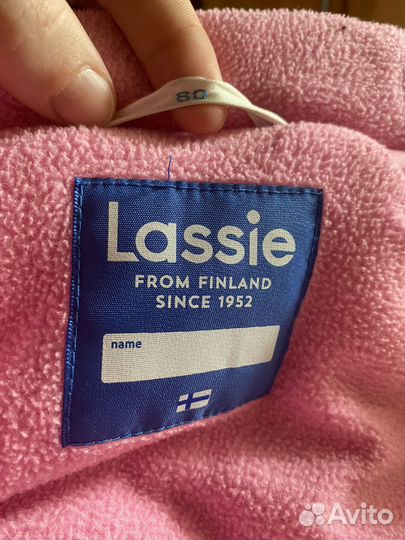 80
Lassie
FROM FINLAND
SINCE 1952
name
Avito